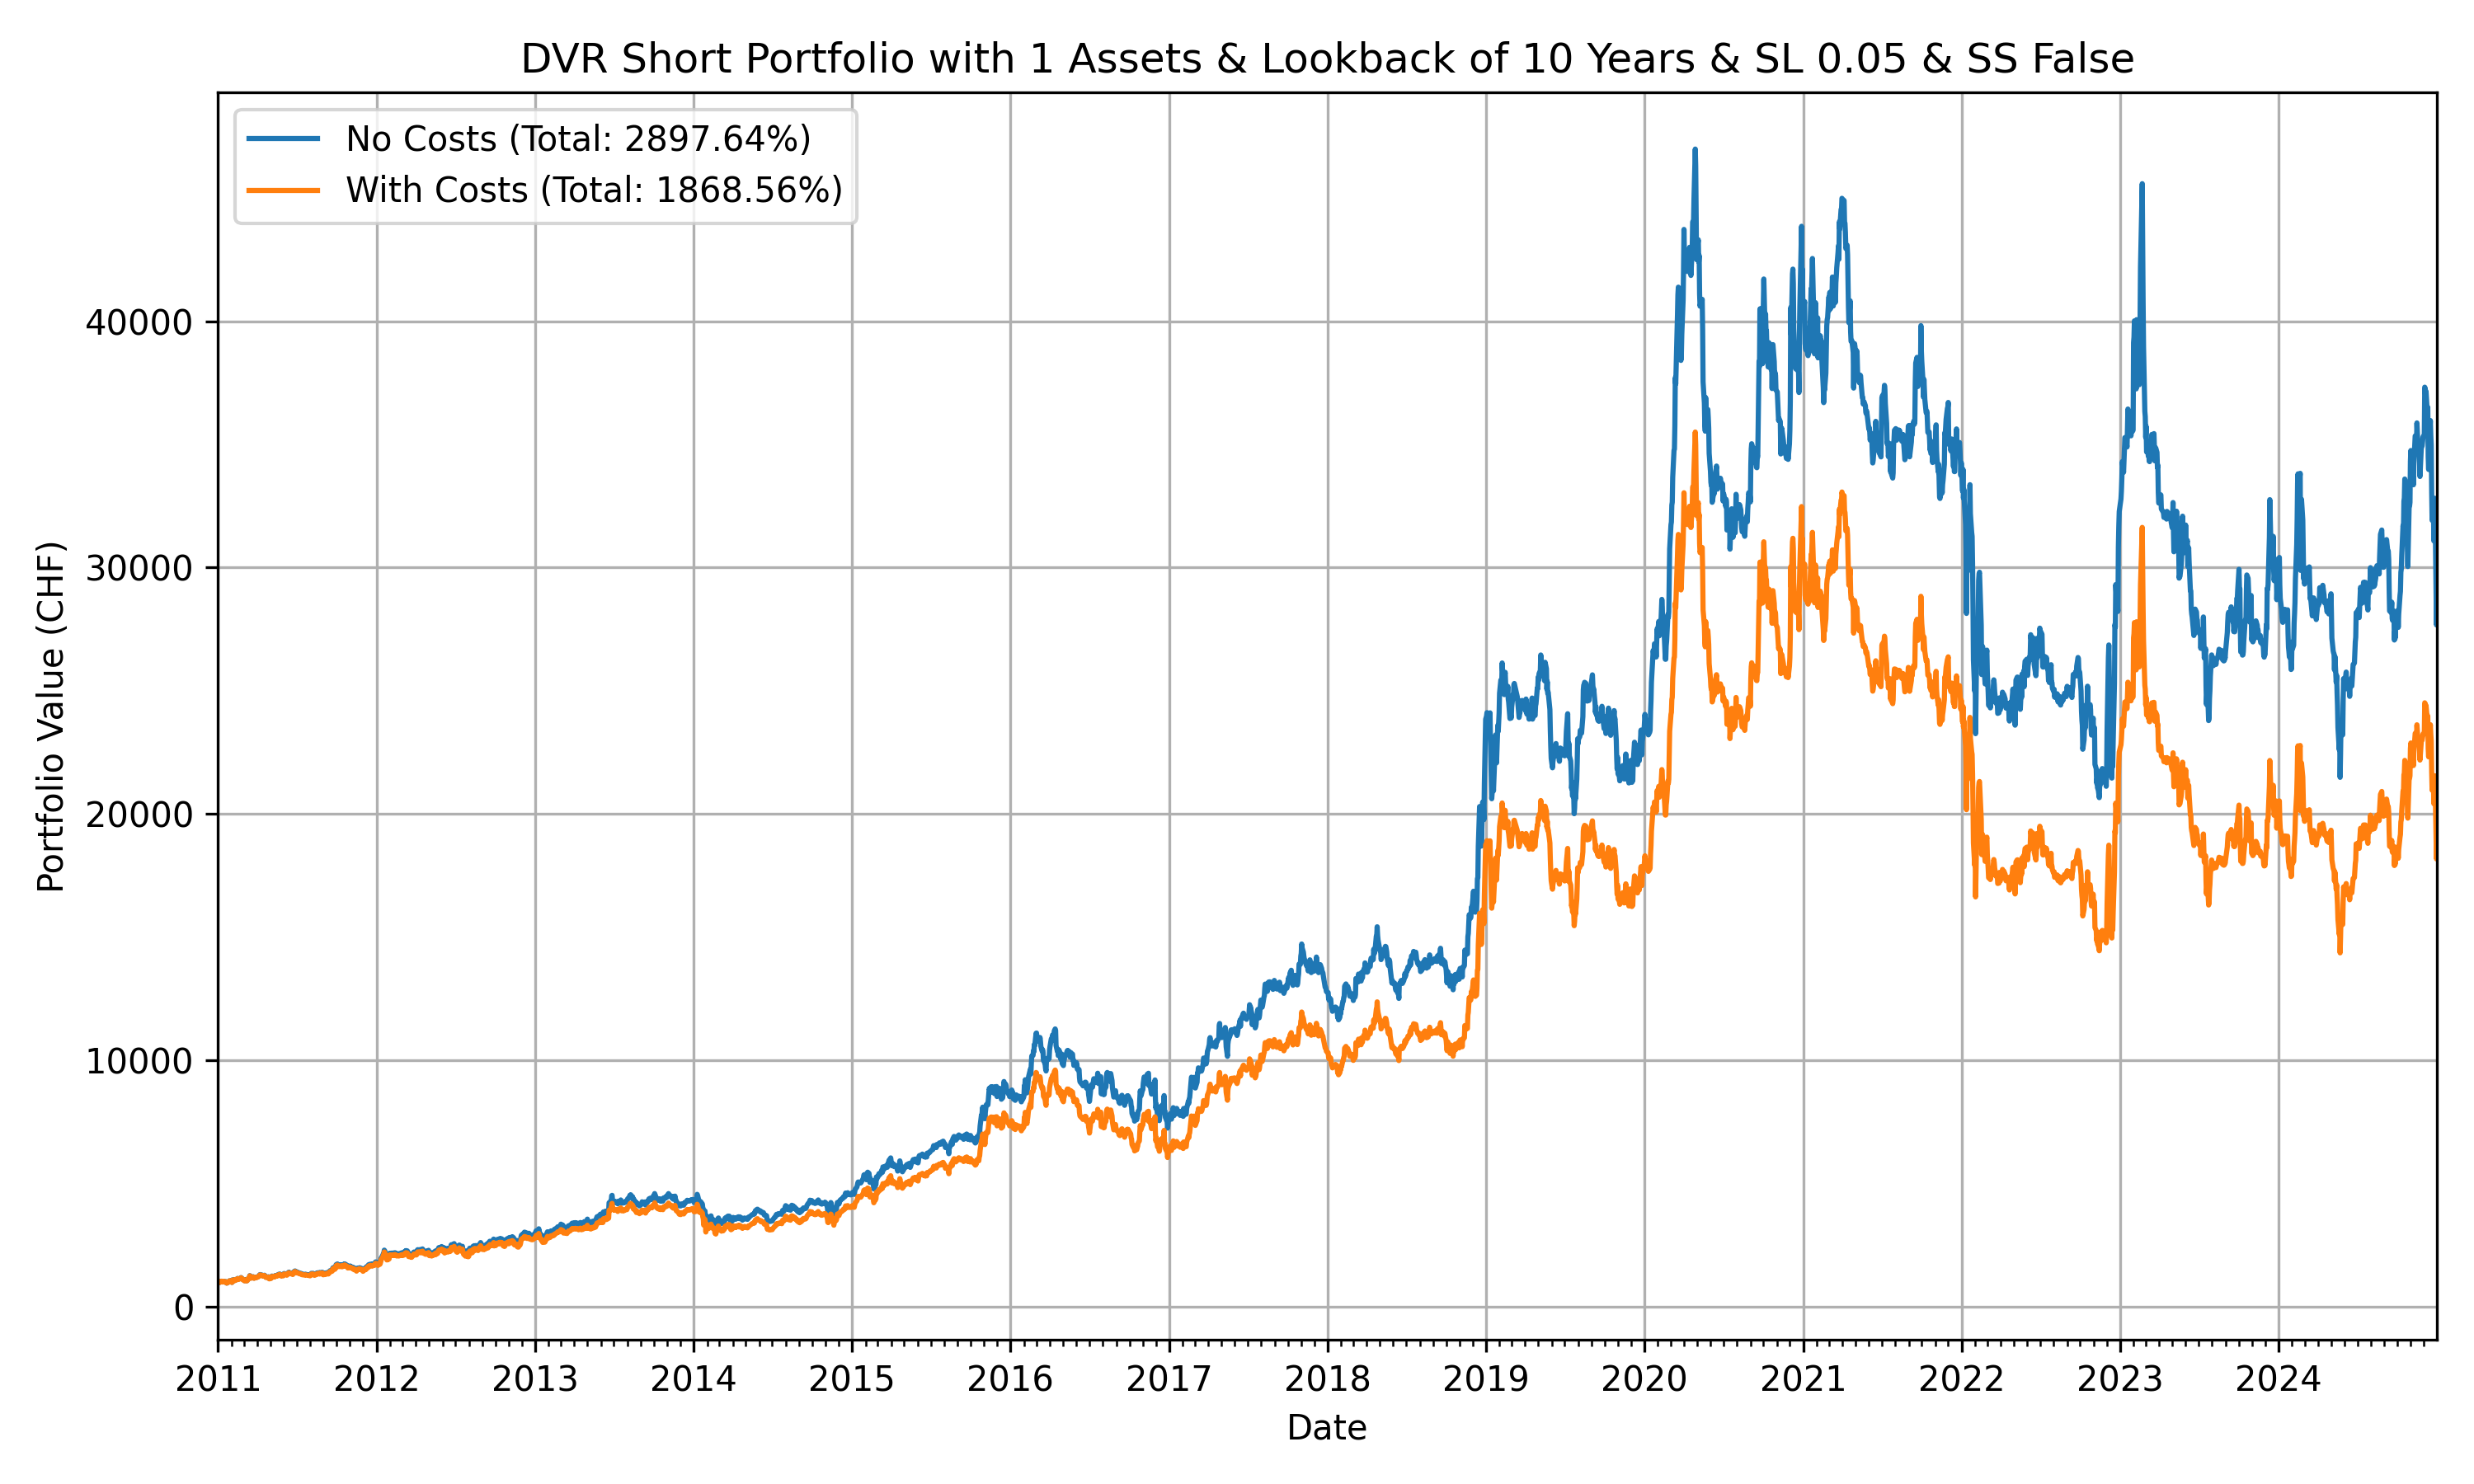 DVR Short Portfolio with 1 Assets & Lookback of 10 Years & SL 0.05 & SS False
No Costs (Total: 2897.64%)
With Costs (Total: 1868.56%)
Portfolio Value (CHF)
40000
30000
20000
10000
0
2011 2012 2013 2014 2015 2016 2017 2018 2019 2020 2021 2022 2023 2024
Date